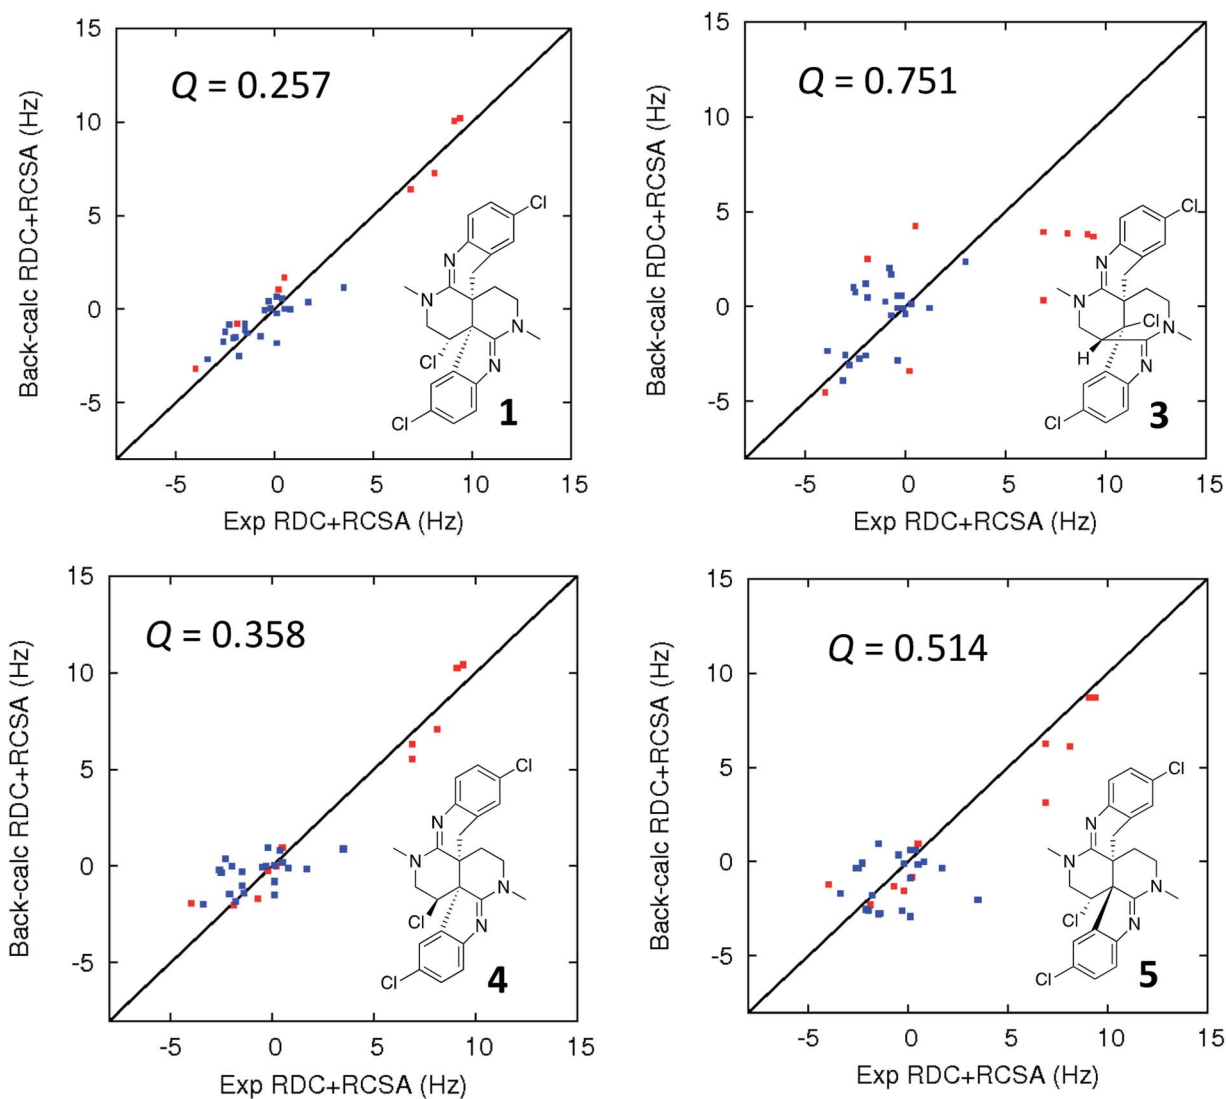 Q = 0.257
15
10
5
0
-5
Back-calc RDC+RCSA (Hz)
-5 0 5 10 15
Exp RDC+RCSA (Hz)
Cl
N
N
N
Cl
N
Cl
1
Q = 0.751
15
10
5
0
-5
Back-calc RDC+RCSA (Hz)
-5 0 5 10 15
Exp RDC+RCSA (Hz)
Cl
N
N
Cl
N
H
N
Cl
3
Q = 0.358
15
10
5
0
-5
Back-calc RDC+RCSA (Hz)
-5 0 5 10 15
Exp RDC+RCSA (Hz)
Cl
N
N
N
Cl
N
Cl
4
Q = 0.514
15
10
5
0
-5
Back-calc RDC+RCSA (Hz)
-5 0 5 10 15
Exp RDC+RCSA (Hz)
Cl
N
N
N
Cl
N
Cl
5